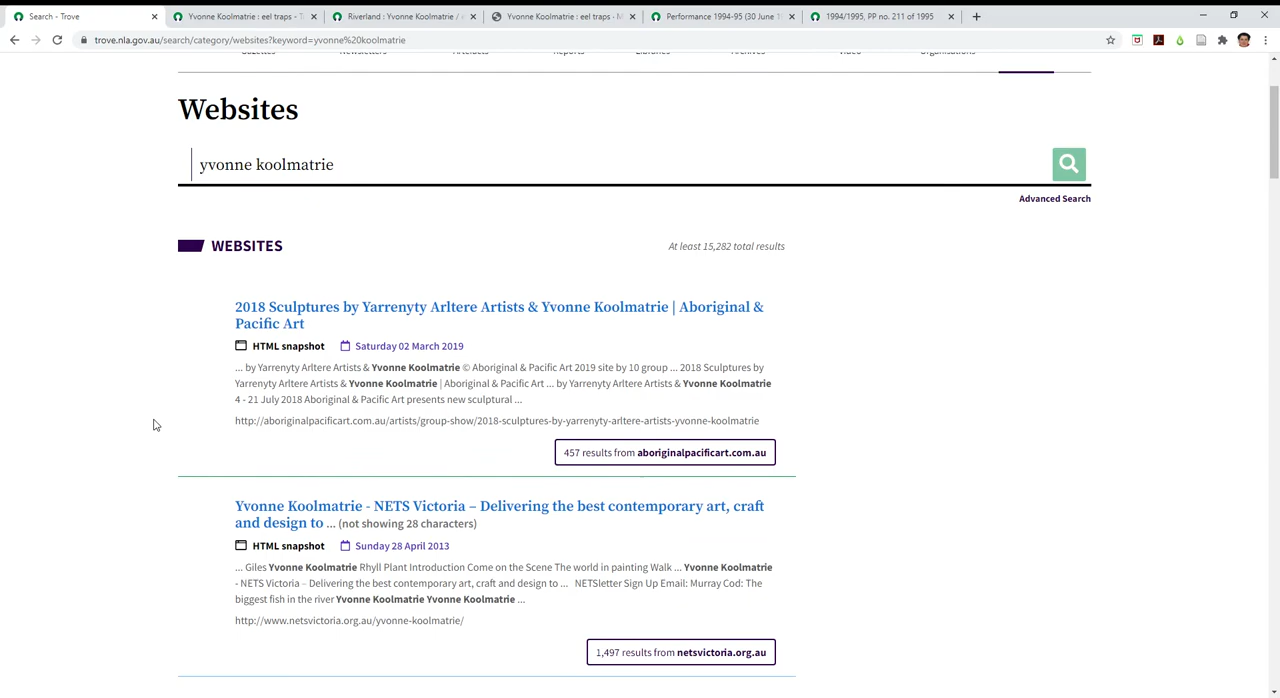 Search - Trove
Yvonne Koolmatrie : eel traps - T
Riverland : Yvonne Koolmatrie /
Yvonne Koolmatrie : eel traps - M
Performance 1994-95 (30 June 1
1994/1995, PP no. 211 of 1995
trove.nla.gov.au/search/category/websites?keyword=yvonne%20koolmatrie
Gazettes Newsletters Artefacts Reports Libraries Archives Video Organisations
Websites
yvonne koolmatrie
Advanced Search
WEBSITES
At least 15,282 total results
2018 Sculptures by Yarrenyty Arltere Artists & Yvonne Koolmatrie | Aboriginal &
Pacific Art
HTML snapshot Saturday 02 March 2019
... by Yarrenyty Arltere Artists & Yvonne Koolmatrie © Aboriginal & Pacific Art 2019 site by 10 group ... 2018 Sculptures by
Yarrenyty Arltere Artists & Yvonne Koolmatrie | Aboriginal & Pacific Art ... by Yarrenyty Arltere Artists & Yvonne Koolmatrie
4 - 21 July 2018 Aboriginal & Pacific Art presents new sculptural ...
http://aboriginalpacificart.com.au/artists/group-show/2018-sculptures-by-yarrenyty-arltere-artists-yvonne-koolmatrie
457 results from aboriginalpacificart.com.au
Yvonne Koolmatrie - NETS Victoria – Delivering the best contemporary art, craft
and design to ... (not showing 28 characters)
HTML snapshot Sunday 28 April 2013
... Giles Yvonne Koolmatrie Rhyll Plant Introduction Come on the Scene The world in painting Walk ... Yvonne Koolmatrie
- NETS Victoria – Delivering the best contemporary art, craft and design to ... NETSletter Sign Up Email: Murray Cod: The
biggest fish in the river Yvonne Koolmatrie Yvonne Koolmatrie ...
http://www.netsvictoria.org.au/yvonne-koolmatrie/
1,497 results from netsvictoria.org.au